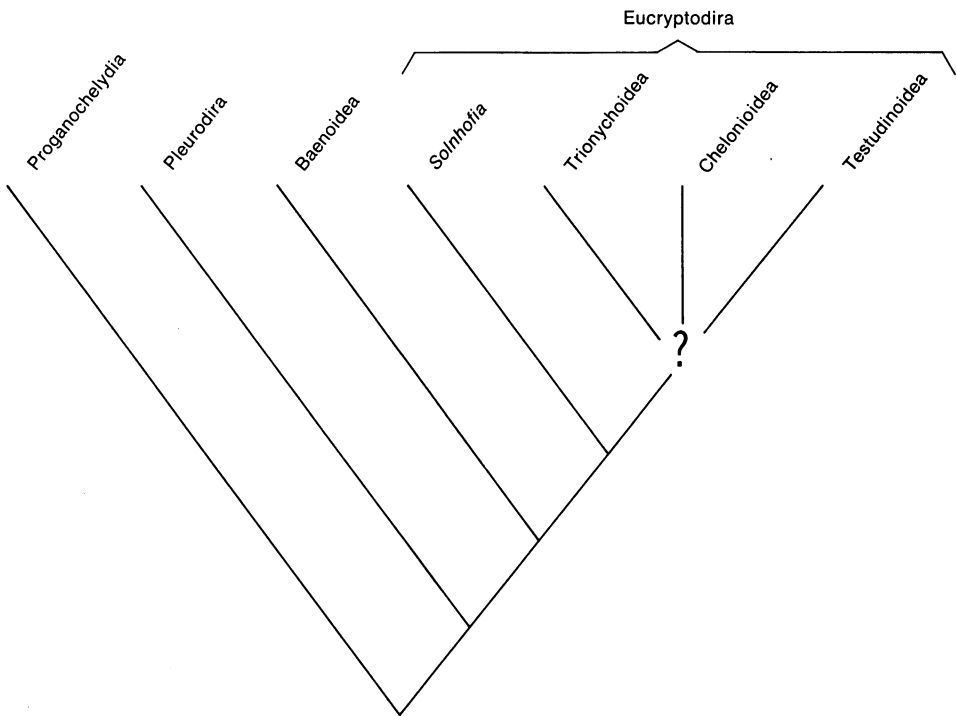 Eucryptodira
Proganochelydia
Pleurodira
Baenoidea
Solnhofia
Trionychoidea
Chelonioidea
Testudinoidea
?